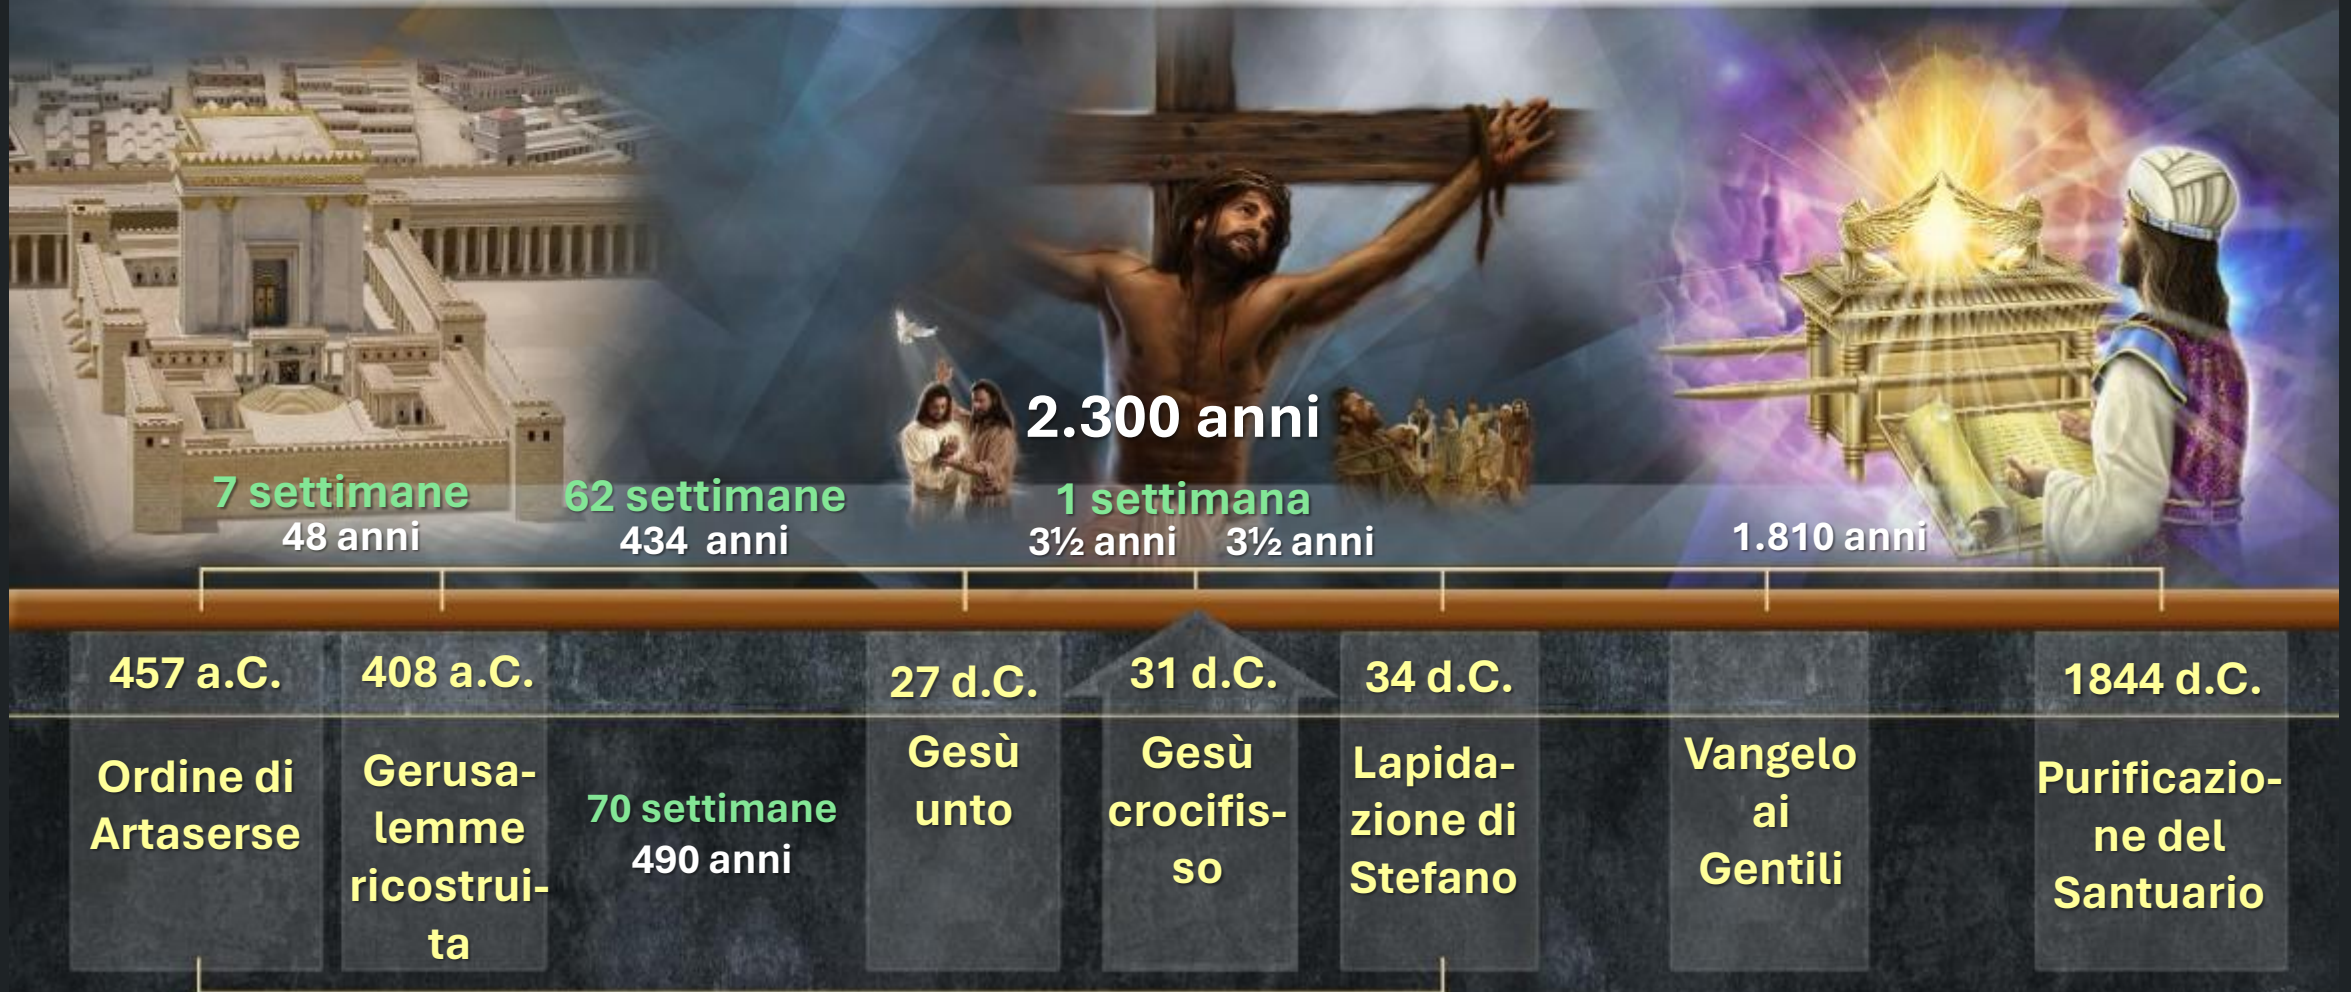 2.300 anni
7 settimane
48 anni
62 settimane
434 anni
1 settimana
3½ anni
3½ anni
1.810 anni
457 a.C.
Ordine di
Artaserse
408 a.C.
Gerusa-
lemme
ricostrui-
ta
70 settimane
490 anni
27 d.C.
Gesù
unto
31 d.C.
Gesù
crocifis-
so
34 d.C.
Lapida-
zione di
Stefano
Vangelo
ai
Gentili
1844 d.C.
Purificazio-
ne del
Santuario